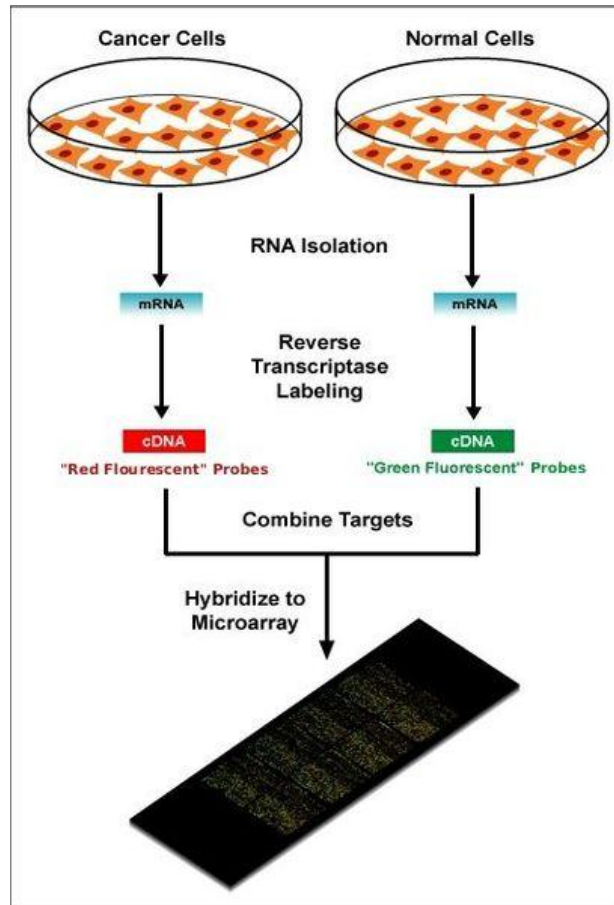 Cancer Cells
Normal Cells
RNA Isolation
mRNA
mRNA
Reverse
Transcriptase
Labeling
cDNA
cDNA
"Red Flourescent" Probes
"Green Fluorescent" Probes
Combine Targets
Hybridize to
Microarray